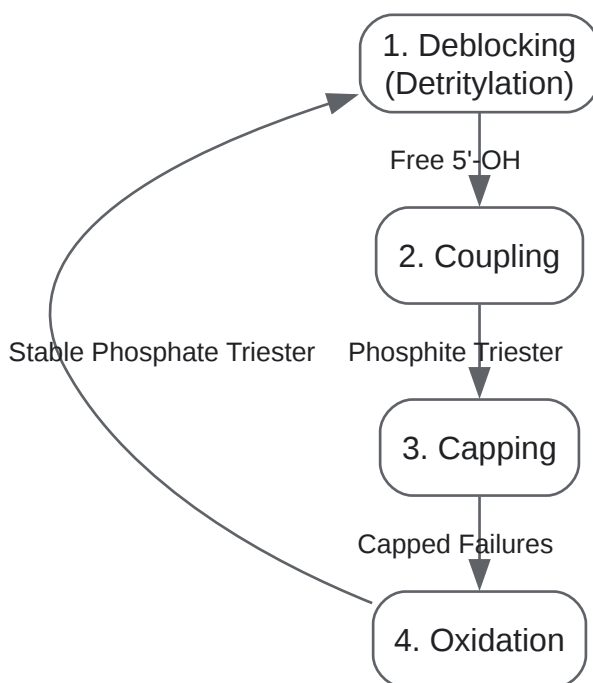 1. Deblocking
(Detritylation)
Free 5'-OH
2. Coupling
Stable Phosphate Triester
Phosphite Triester
3. Capping
Capped Failures
4. Oxidation